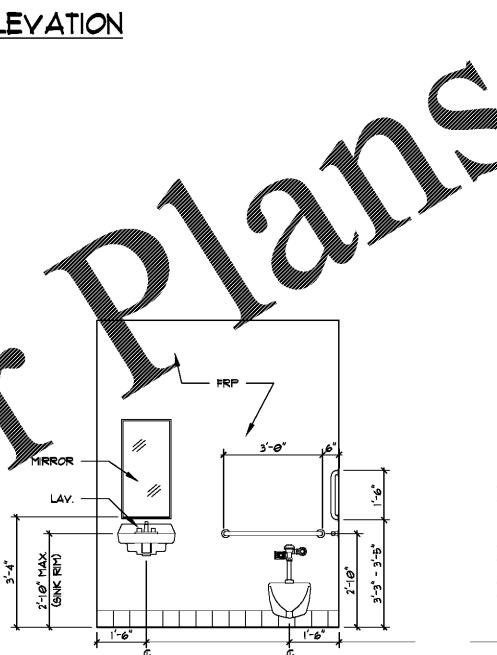 LEVATION
r Plans
FRP
3'-0"
6"
MIRROR
LAV.
1'-6"
3'-4"
2'-10" MAX.
(SINK RIM)
2'-10"
3'-3" - 3'-5"
1'-6"
1'-6"